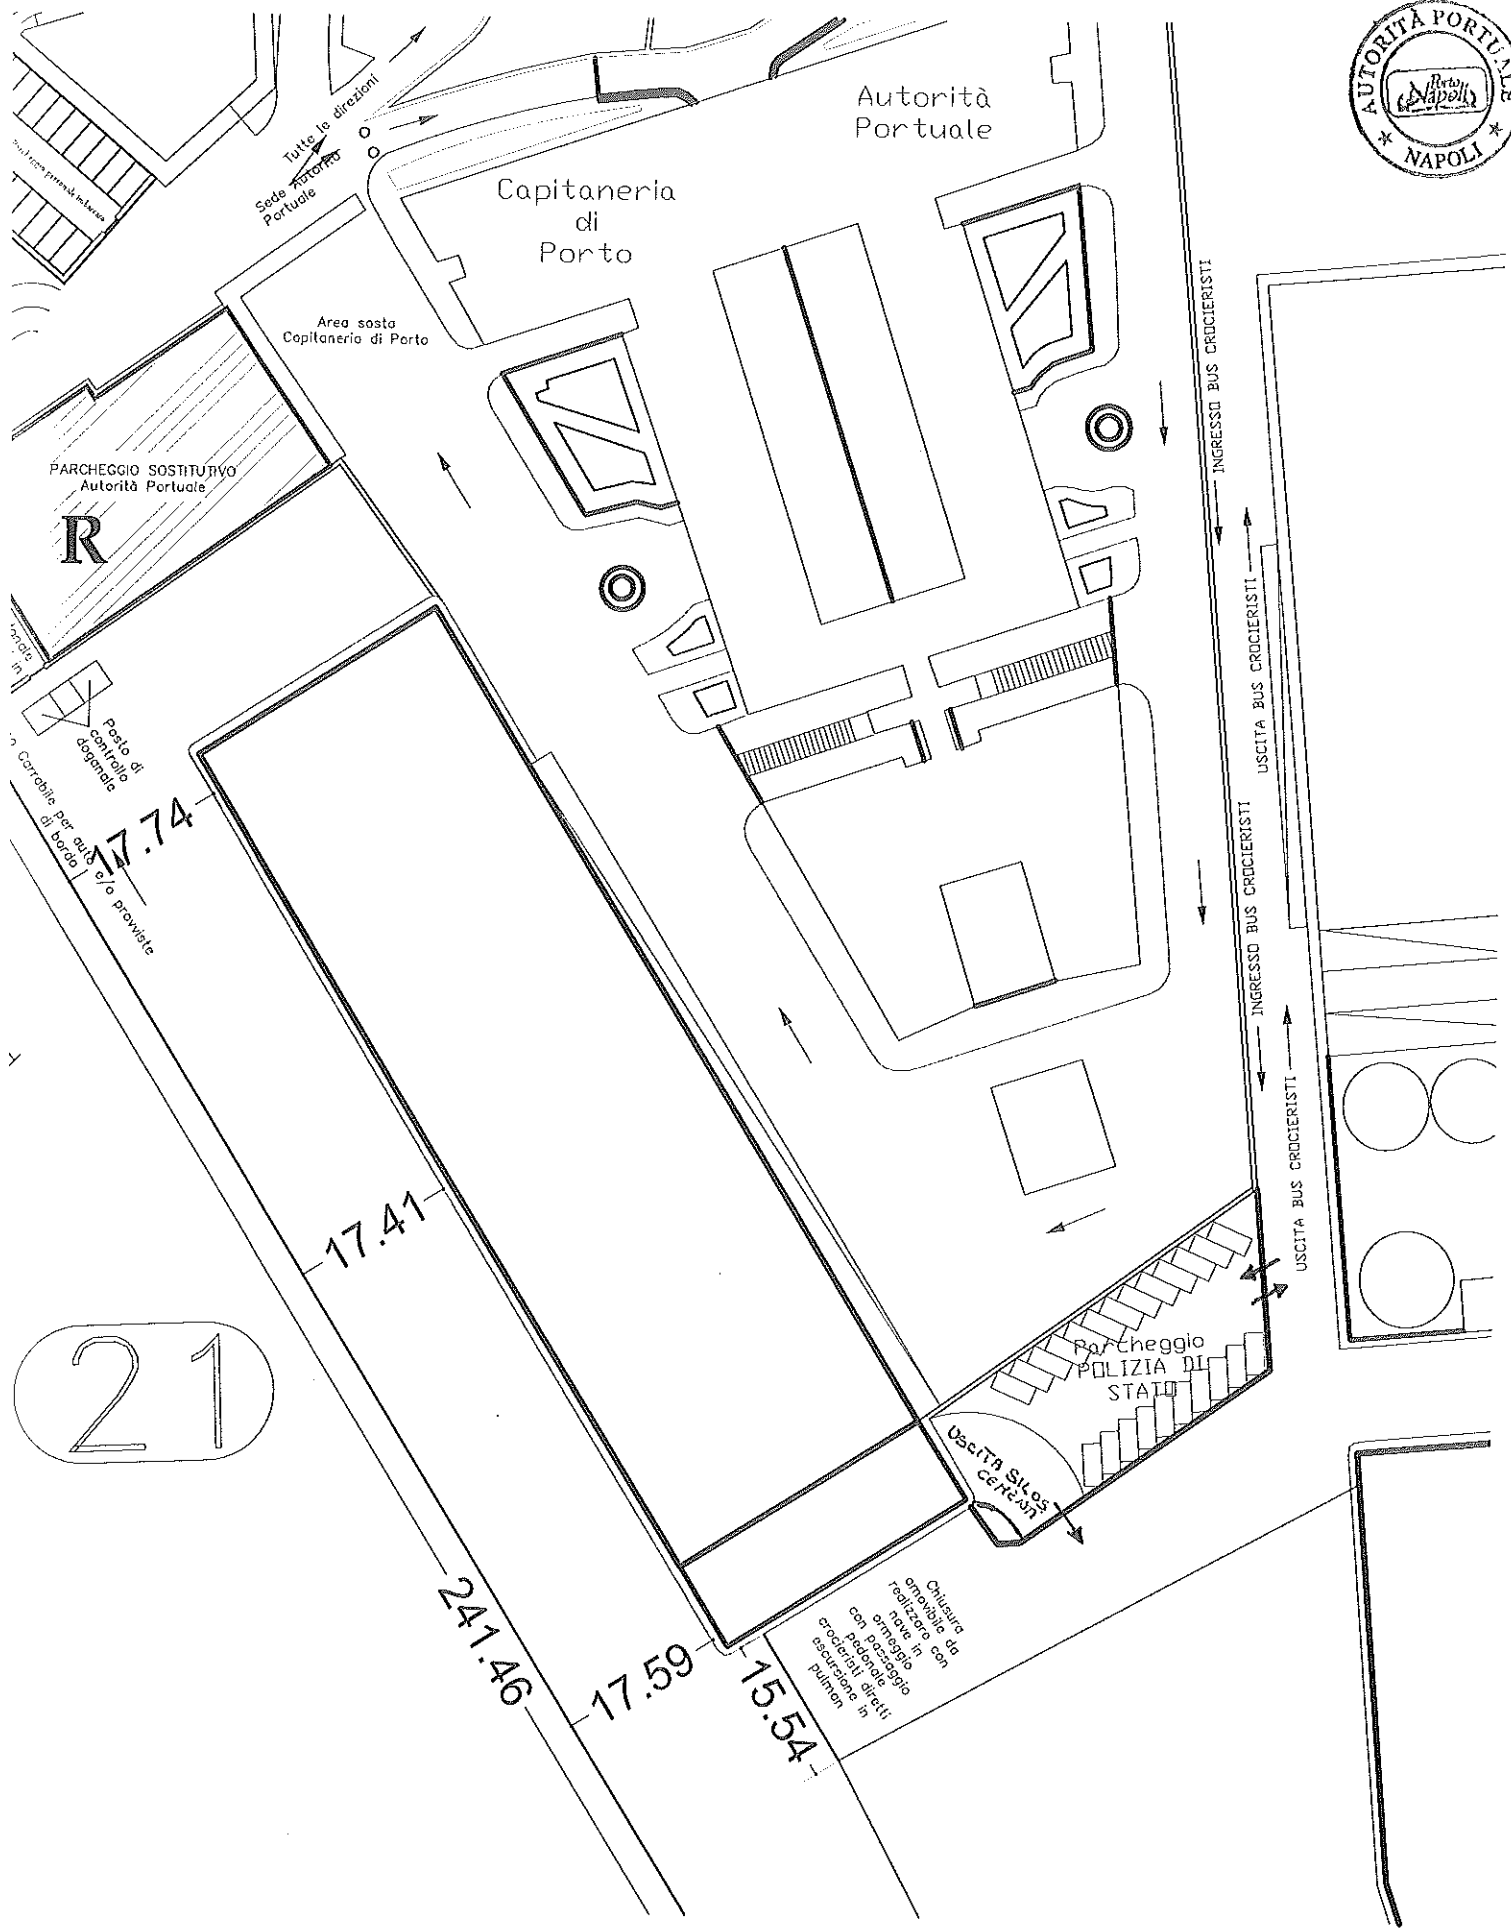 AUTORITÀ PORTUALE
Porto
Napoli
★ NAPOLI ★
Autorità
Portuale
Capitaneria
di
Porto
Tutte le direzioni
Sede Autorità
Portuale
Area sosta
Capitaneria di Porto
PARCHEGGIO SOSTITUTIVO
Autorità Portuale
R
Posto di
controllo
doganale
Carrabile per auto e/o provviste
di bordo
17.74
17.41
21
241.46
17.59
15.54
INGRESSO BUS CROCIERISTI
USCITA BUS CROCIERISTI
INGRESSO BUS CROCIERISTI
USCITA BUS CROCIERISTI
Parcheggio
POLIZIA DI
STATO
USCITA SILOS
Chiusura
amovibile da
realizzare con
nave in
ormeggio
con passaggio
pedonale
crocieristi diretti
escursione in
pulman